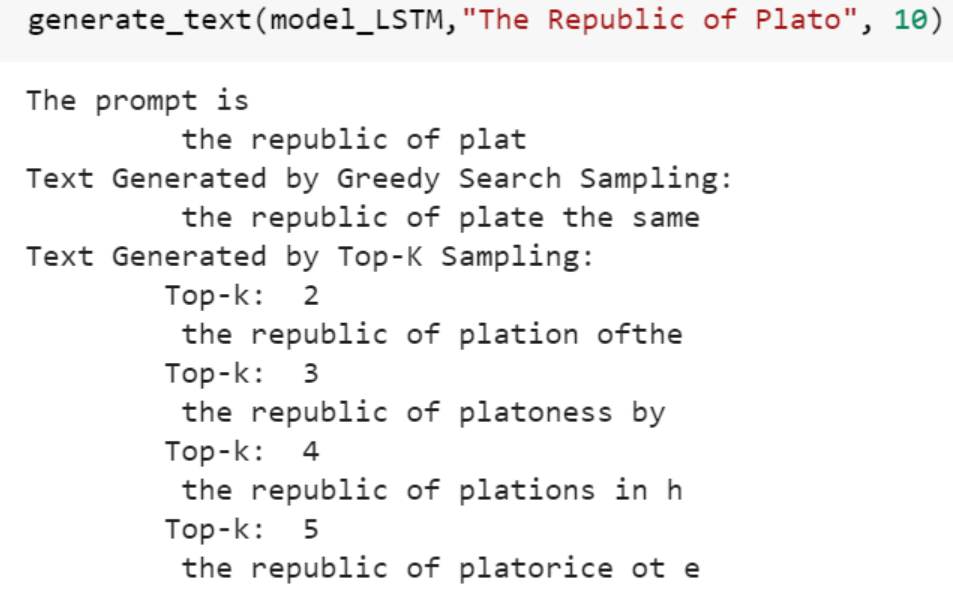 generate_text(model_LSTM,"The Republic of Plato", 10)
The prompt is
the republic of plat
Text Generated by Greedy Search Sampling:
the republic of plate the same
Text Generated by Top-K Sampling:
Top-k:  2
the republic of plation ofthe
Top-k:  3
the republic of platoness by
Top-k:  4
the republic of plations in h
Top-k:  5
the republic of platorice ot e